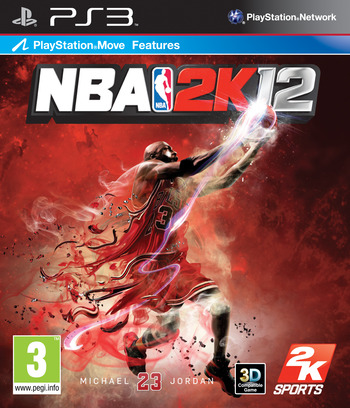 PS3
PlayStation®Network
PlayStation®Move Features
NBA 2K12
NBA
23
3
www.pegi.info
MICHAEL 23 JORDAN
3D
Compatible
Game
2K
SPORTS